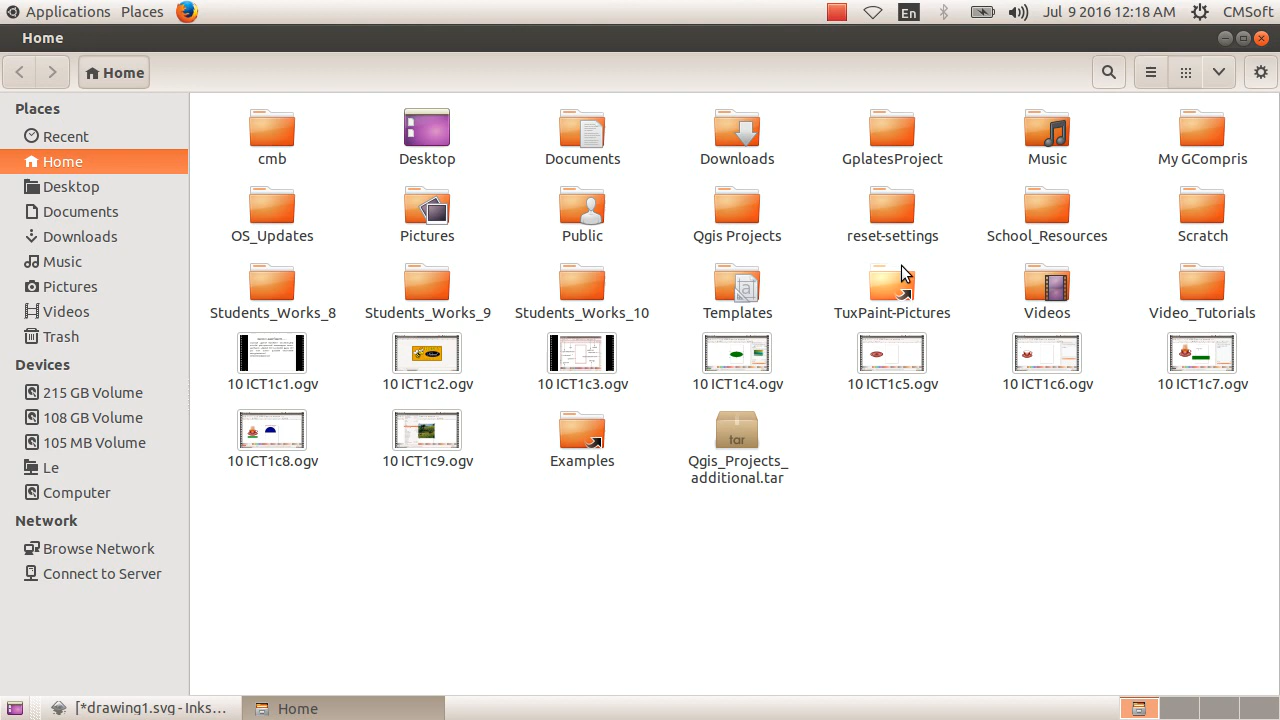 Applications Places En Jul 9 2016 12:18 AM CMSoft
Home
Home
Places
Recent
Home
Desktop
Documents
Downloads
Music
Pictures
Videos
Trash
Devices
215 GB Volume
108 GB Volume
105 MB Volume
Le
Computer
Network
Browse Network
Connect to Server
cmb Desktop Documents Downloads GplatesProject Music My GCompris
OS_Updates Pictures Public Qgis Projects reset-settings School_Resources Scratch
Students_Works_8 Students_Works_9 Students_Works_10 Templates TuxPaint-Pictures Videos Video_Tutorials
10 ICT1c1.ogv 10 ICT1c2.ogv 10 ICT1c3.ogv 10 ICT1c4.ogv 10 ICT1c5.ogv 10 ICT1c6.ogv 10 ICT1c7.ogv
tar
10 ICT1c8.ogv 10 ICT1c9.ogv Examples Qgis_Projects_
additional.tar
[*drawing1.svg - Inks... Home